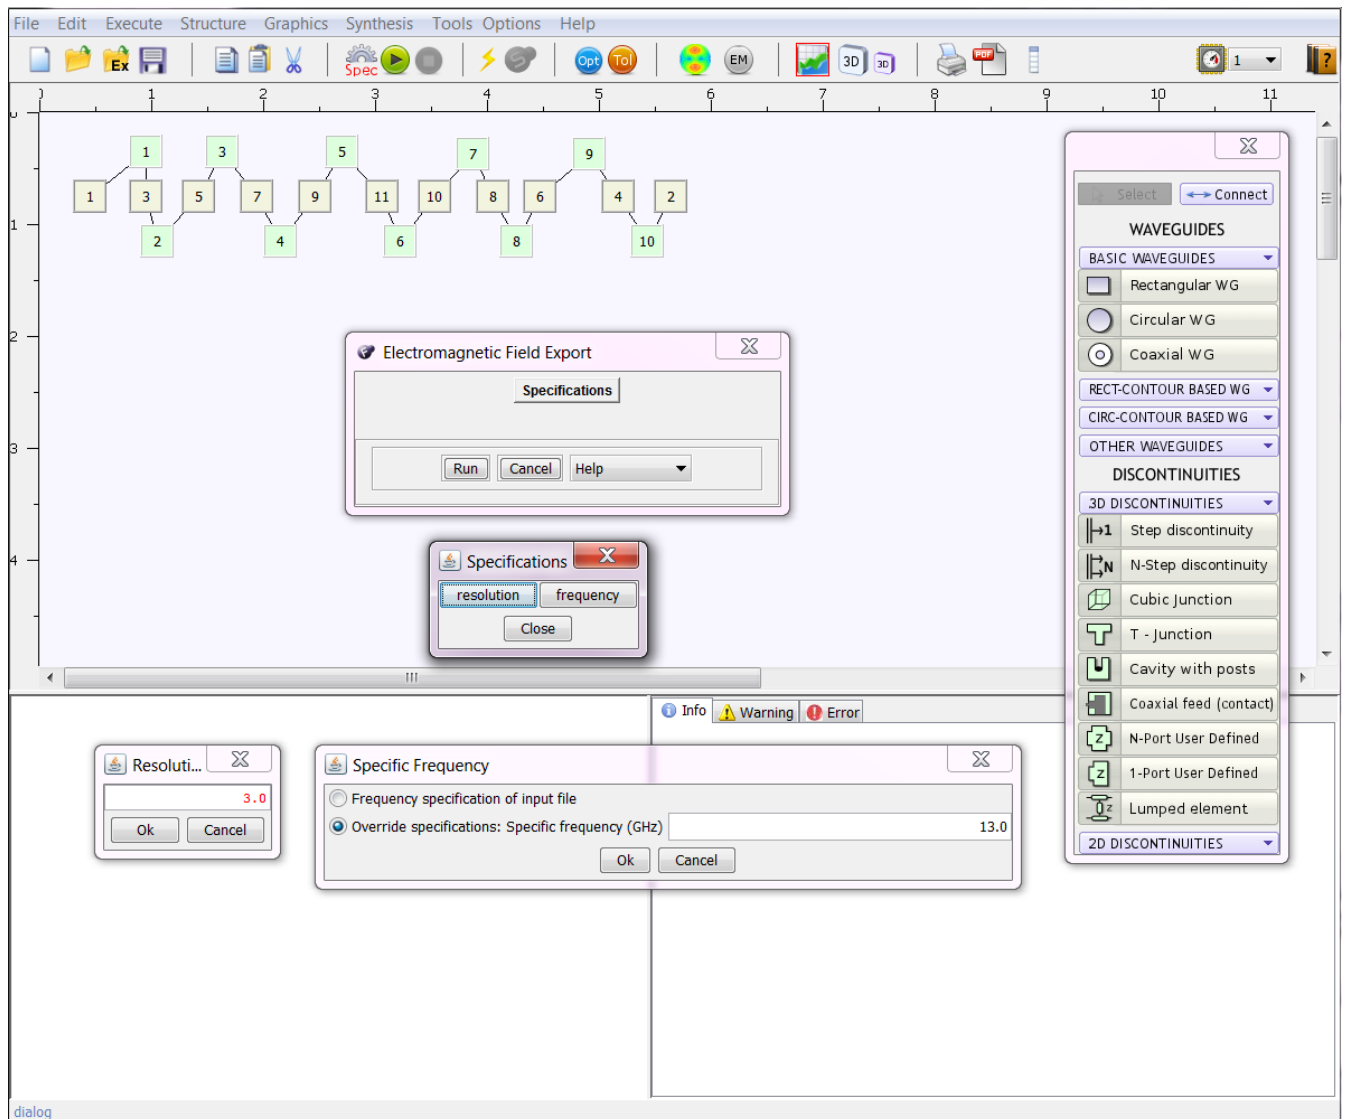 File Edit Execute Structure Graphics Synthesis Tools Options Help
Ex Spec Opt Tol EM 3D 3D PDF 1 ?
0 1 2 3 4 5 6 7 8 9 10 11
1 3 5 7 9
1 3 5 7 9 11 10 8 6 4 2
2 4 6 8 10
1
2
3
4
Select Connect
WAVEGUIDES
BASIC WAVEGUIDES
Rectangular WG
Circular WG
Coaxial WG
RECT-CONTOUR BASED WG
CIRC-CONTOUR BASED WG
OTHER WAVEGUIDES
DISCONTINUITIES
3D DISCONTINUITIES
1 Step discontinuity
N N-Step discontinuity
Cubic Junction
T - Junction
Cavity with posts
Coaxial feed (contact)
Z N-Port User Defined
Z 1-Port User Defined
Z Lumped element
2D DISCONTINUITIES
Electromagnetic Field Export
Specifications
Run Cancel Help
Specifications
resolution frequency
Close
Info Warning Error
Resoluti...
3.0
Ok Cancel
Specific Frequency
Frequency specification of input file
Override specifications: Specific frequency (GHz) 13.0
Ok Cancel
dialog